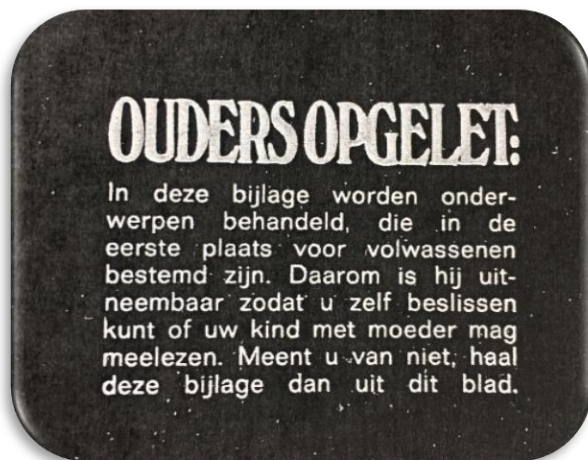 OUDERS OPGELET:
In deze bijlage worden onder-
werpen behandeld, die in de
eerste plaats voor volwassenen
bestemd zijn. Daarom is hij uit-
neembaar zodat u zelf beslissen
kunt of uw kind met moeder mag
meelezen. Meent u van niet, haal
deze bijlage dan uit dit blad.